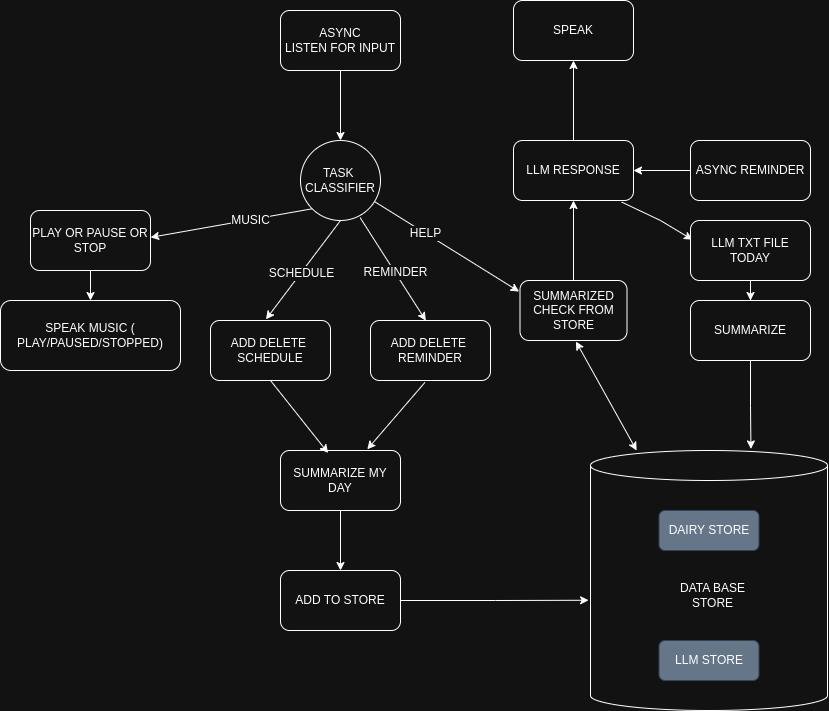 ASYNC
LISTEN FOR INPUT
SPEAK
TASK
CLASSIFIER
LLM RESPONSE
ASYNC REMINDER
MUSIC
HELP
PLAY OR PAUSE OR
STOP
SCHEDULE
REMINDER
LLM TXT FILE
TODAY
SPEAK MUSIC (
PLAY/PAUSED/STOPPED)
ADD DELETE
SCHEDULE
ADD DELETE
REMINDER
SUMMARIZED
CHECK FROM
STORE
SUMMARIZE
SUMMARIZE MY
DAY
ADD TO STORE
DAIRY STORE
DATA BASE
STORE
LLM STORE